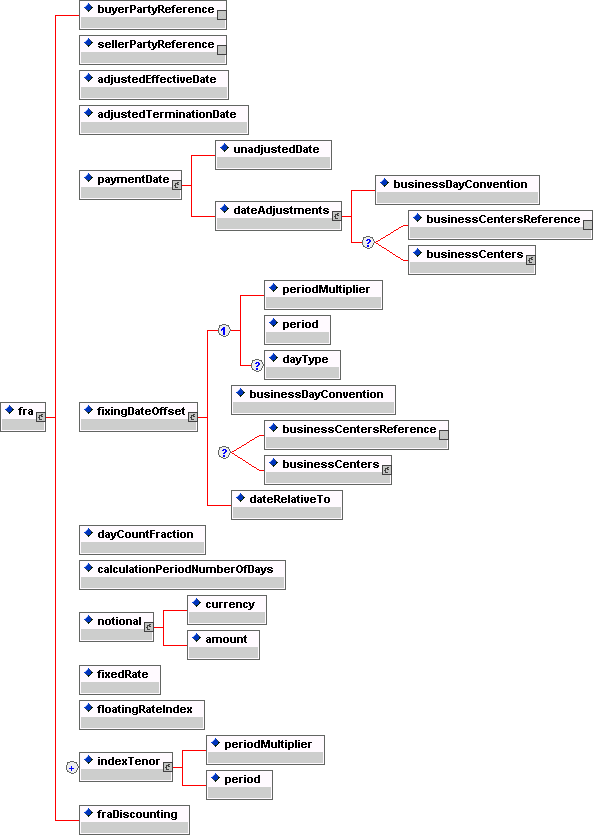 buyerPartyReference
sellerPartyReference
adjustedEffectiveDate
adjustedTerminationDate
unadjustedDate
paymentDate
businessDayConvention
dateAdjustments
businessCentersReference
?
businessCenters
periodMultiplier
1
period
?
dayType
businessDayConvention
fra
fixingDateOffset
businessCentersReference
?
businessCenters
dateRelativeTo
dayCountFraction
calculationPeriodNumberOfDays
currency
notional
amount
fixedRate
floatingRateIndex
periodMultiplier
+
indexTenor
period
fraDiscounting